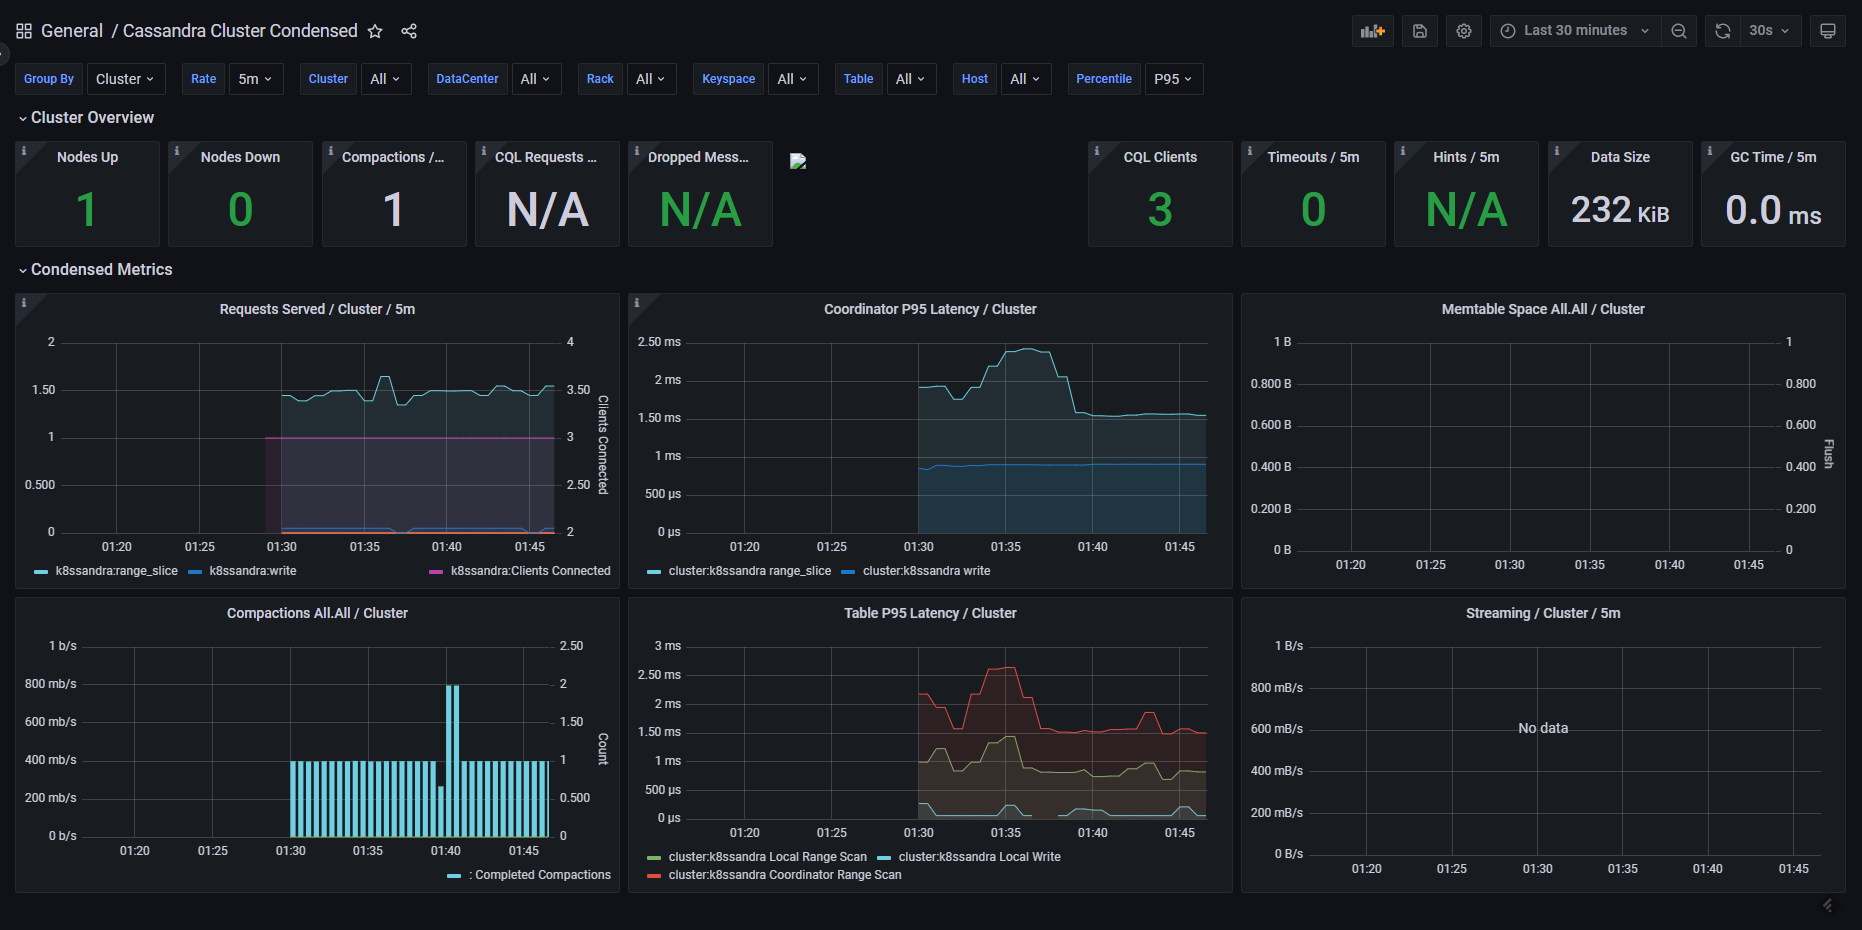 General / Cassandra Cluster Condensed
Last 30 minutes
30s
Group By Cluster Rate 5m Cluster All DataCenter All Rack All Keyspace All Table All Host All Percentile P95
Cluster Overview
Nodes Up
1
Nodes Down
0
Compactions /...
1
CQL Requests ...
N/A
Dropped Mess...
N/A
CQL Clients
3
Timeouts / 5m
0
Hints / 5m
N/A
Data Size
232 KiB
GC Time / 5m
0.0 ms
Condensed Metrics
Requests Served / Cluster / 5m
2
1.50
1
0.500
0
4
3.50
3
2.50
2
Clients Connected
01:20 01:25 01:30 01:35 01:40 01:45
k8ssandra:range_slice k8ssandra:write k8ssandra:Clients Connected
Coordinator P95 Latency / Cluster
2.50 ms
2 ms
1.50 ms
1 ms
500 µs
0 µs
01:20 01:25 01:30 01:35 01:40 01:45
cluster:k8ssandra range_slice cluster:k8ssandra write
Memtable Space All.All / Cluster
1 B
0.800 B
0.600 B
0.400 B
0.200 B
0 B
1
0.800
0.600
0.400
0.200
0
Flush
01:20 01:25 01:30 01:35 01:40 01:45
Compactions All.All / Cluster
1 b/s
800 mb/s
600 mb/s
400 mb/s
200 mb/s
0 b/s
2.50
2
1.50
1
0.500
0
Count
01:20 01:25 01:30 01:35 01:40 01:45
: Completed Compactions
Table P95 Latency / Cluster
3 ms
2.50 ms
2 ms
1.50 ms
1 ms
500 µs
0 µs
01:20 01:25 01:30 01:35 01:40 01:45
cluster:k8ssandra Local Range Scan cluster:k8ssandra Local Write
cluster:k8ssandra Coordinator Range Scan
Streaming / Cluster / 5m
1 B/s
800 mB/s
600 mB/s
400 mB/s
200 mB/s
0 B/s
No data
01:20 01:25 01:30 01:35 01:40 01:45